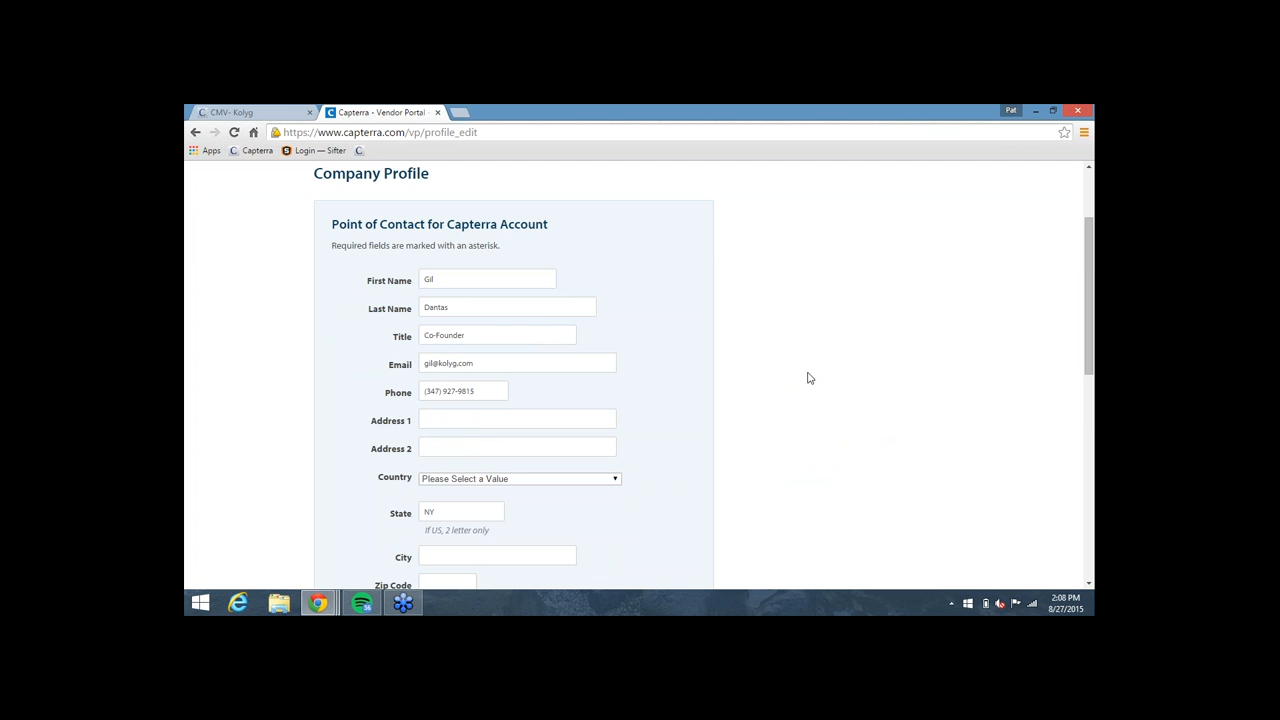 CMV- Kolyg
Capterra - Vendor Portal
Pat
https://www.capterra.com/vp/profile_edit
Apps Capterra Login — Sifter
Company Profile
Point of Contact for Capterra Account
Required fields are marked with an asterisk.
First Name Gil
Last Name Dantas
Title Co-Founder
Email gil@kolyg.com
Phone (347) 927-9815
Address 1
Address 2
Country Please Select a Value
State NY
If US, 2 letter only
City
Zip Code
36
2:08 PM
8/27/2015